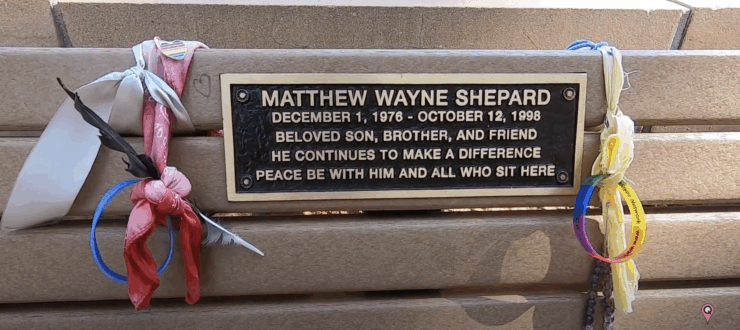 MATTHEW WAYNE SHEPARD
DECEMBER 1, 1976 - OCTOBER 12, 1998
BELOVED SON, BROTHER, AND FRIEND
HE CONTINUES TO MAKE A DIFFERENCE
PEACE BE WITH HIM AND ALL WHO SIT HERE